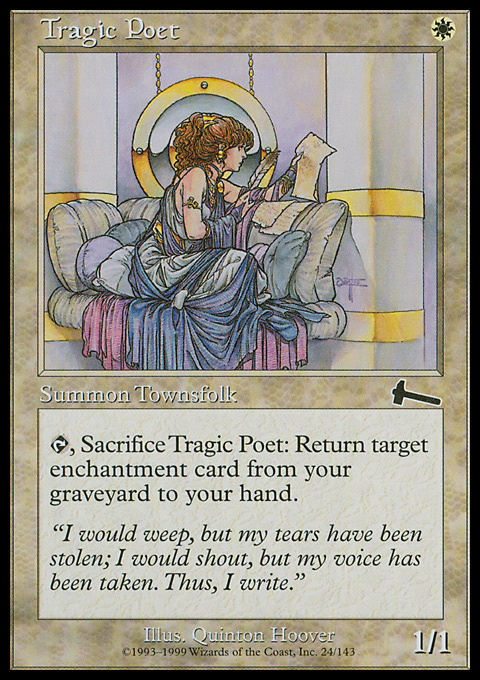 Tragic Poet
Summon Townsfolk
, Sacrifice Tragic Poet: Return target
enchantment card from your
graveyard to your hand.
“I would weep, but my tears have been
stolen; I would shout, but my voice has
been taken. Thus, I write.”
Illus. Quinton Hoover
©1993-1999 Wizards of the Coast, Inc. 24/143
1/1